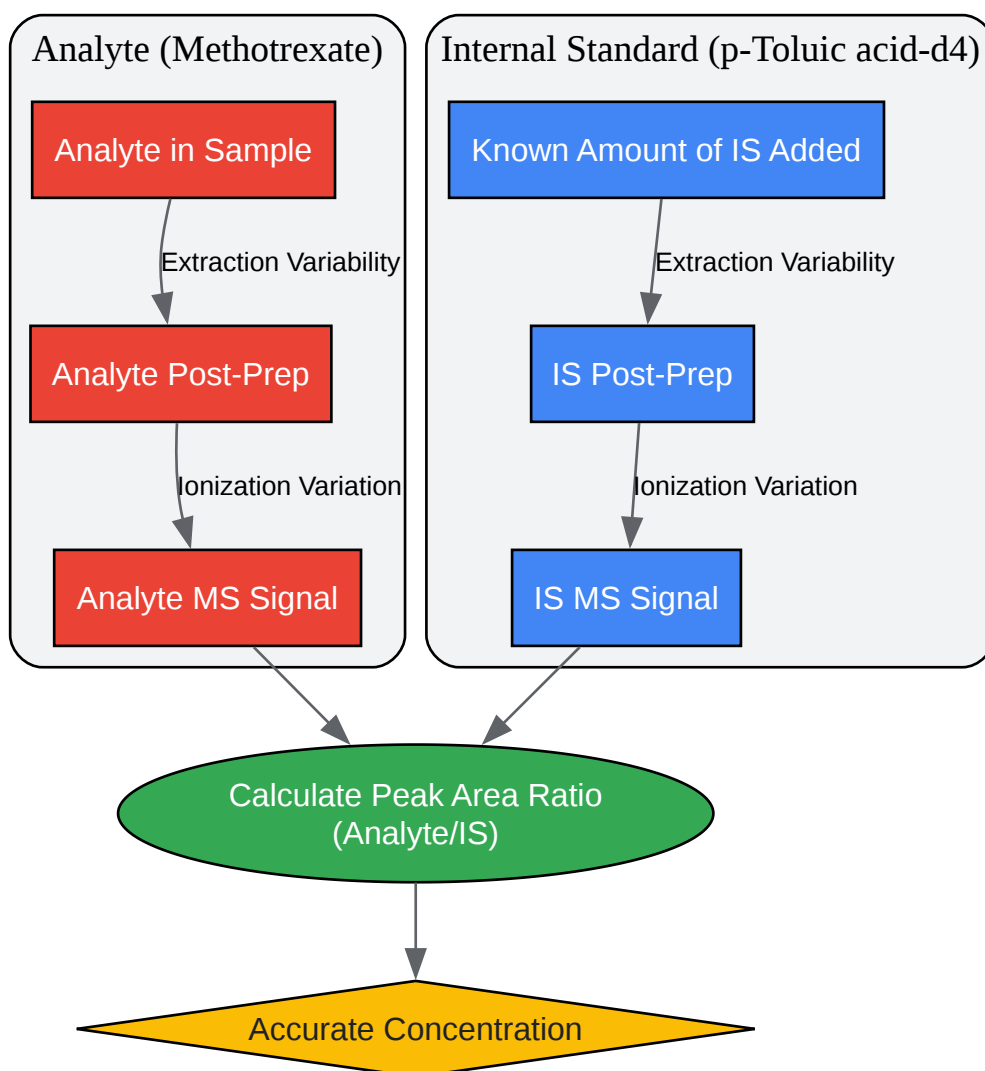 Analyte (Methotrexate)
Analyte in Sample
Extraction Variability
Analyte Post-Prep
Ionization Variation
Analyte MS Signal
Internal Standard (p-Toluic acid-d4)
Known Amount of IS Added
Extraction Variability
IS Post-Prep
Ionization Variation
IS MS Signal
Calculate Peak Area Ratio
(Analyte/IS)
Accurate Concentration